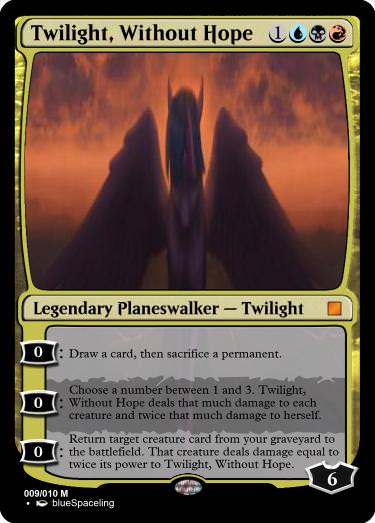 Twilight, Without Hope 1
Legendary Planeswalker — Twilight
0 : Draw a card, then sacrifice a permanent.
0 : Choose a number between 1 and 3. Twilight,
Without Hope deals that much damage to each
creature and twice that much damage to herself.
0 : Return target creature card from your graveyard to
the battlefield. That creature deals damage equal to
twice its power to Twilight, Without Hope.
6
009/010 M
• blueSpaceling